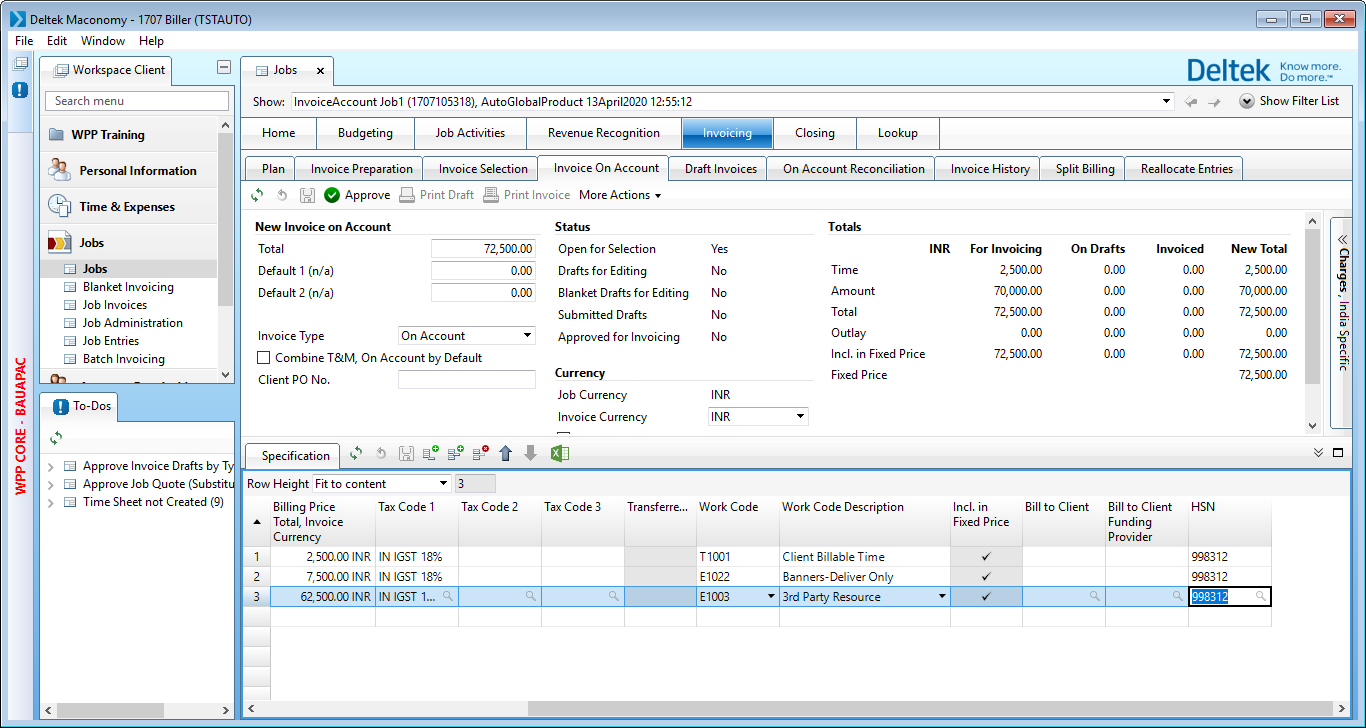 Deltek Maconomy - 1707 Biller (TSTAUTO)
File Edit Window Help
WPP CORE - BAUAPAC
Workspace Client
Search menu
WPP Training
Personal Information
Time & Expenses
Jobs
Jobs
Blanket Invoicing
Job Invoices
Job Administration
Job Entries
Batch Invoicing
To-Dos
Approve Invoice Drafts by Ty
Approve Job Quote (Substitu
Time Sheet not Created (9)
Jobs
Deltek Know more.
Do more.™
Show: InvoiceAccount Job1 (1707105318), AutoGlobalProduct 13April2020 12:55:12 Show Filter List
Home Budgeting Job Activities Revenue Recognition Invoicing Closing Lookup
Plan Invoice Preparation Invoice Selection Invoice On Account Draft Invoices On Account Reconciliation Invoice History Split Billing Reallocate Entries
Approve Print Draft Print Invoice More Actions
New Invoice on Account
Total 72,500.00
Default 1 (n/a) 0.00
Default 2 (n/a) 0.00
Invoice Type On Account
Combine T&M, On Account by Default
Client PO No.
Status
Open for Selection Yes
Drafts for Editing No
Blanket Drafts for Editing No
Submitted Drafts No
Approved for Invoicing No
Currency
Job Currency INR
Invoice Currency INR
Totals
INR For Invoicing On Drafts Invoiced New Total
Time 2,500.00 0.00 0.00 2,500.00
Amount 70,000.00 0.00 0.00 70,000.00
Total 72,500.00 0.00 0.00 72,500.00
Outlay 0.00 0.00 0.00 0.00
Incl. in Fixed Price 72,500.00 0.00 0.00 72,500.00
Fixed Price 72,500.00
Charges, India Specific
Specification
Row Height Fit to content 3
Billing Price Total, Invoice Currency Tax Code 1 Tax Code 2 Tax Code 3 Transferre... Work Code Work Code Description Incl. in Fixed Price Bill to Client Bill to Client Funding Provider HSN
1 2,500.00 INR IN IGST 18% T1001 Client Billable Time ✓ 998312
2 7,500.00 INR IN IGST 18% E1022 Banners-Deliver Only ✓ 998312
3 62,500.00 INR IN IGST 1... E1003 3rd Party Resource ✓ 998312